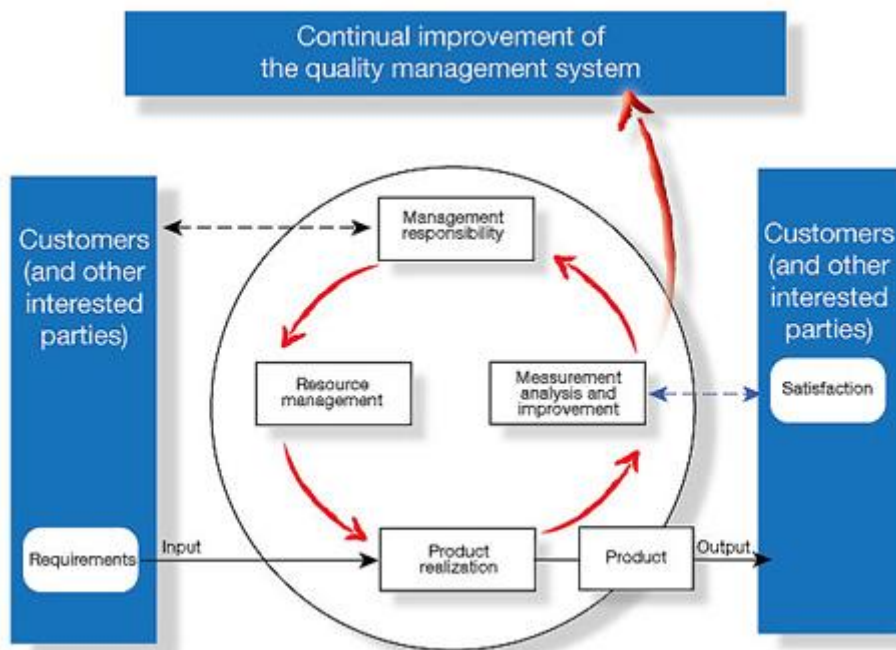 Continual improvement of
the quality management system
Customers
(and other
interested
parties)
Management
responsibility
Customers
(and other
interested
parties)
Resource
management
Measurement
analysis and
improvement
Satisfaction
Requirements
Input
Product
realization
Product
Output